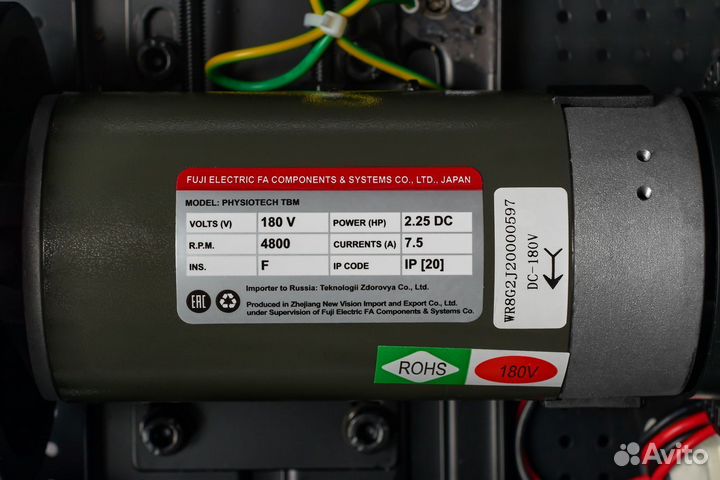 FUJI ELECTRIC FA COMPONENTS & SYSTEMS CO., LTD., JAPAN
MODEL: PHYSIOTECH TBM
VOLTS (V) 180 V POWER (HP) 2.25 DC
R.P.M. 4800 CURRENTS (A) 7.5
INS. F IP CODE IP [20]
Importer to Russia: Teknologii Zdorovya Co., Ltd.
EAC
Produced in Zhejiang New Vision Import and Export Co., Ltd.
under Supervision of Fuji Electric FA Components & Systems Co.
WR8G2J20000597
DC-180V
ROHS 180V
Avito